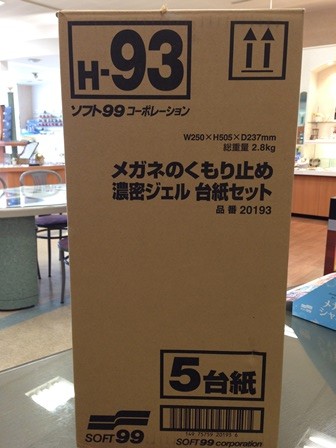 H-93
ソフト99 コーポレーション
W250×H505×D237mm
総重量 2.8kg
メガネのくもり止め
濃密ジェル 台紙セット
品番 20193
5台紙
SOFT99
SOFT99 corporation